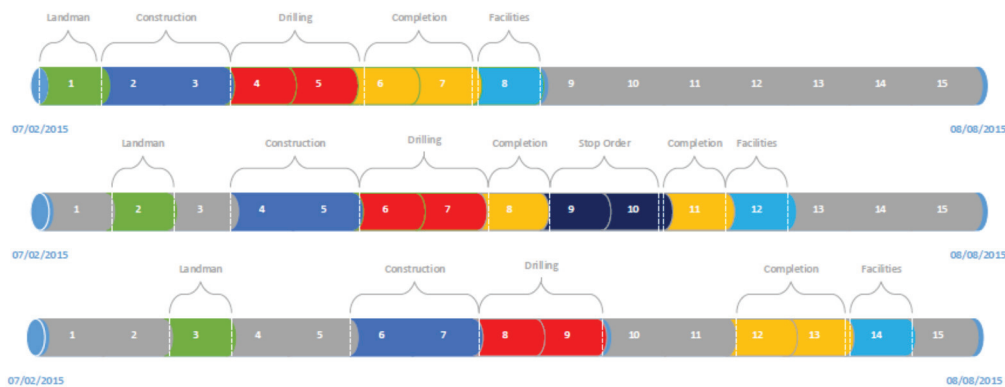 Landman Construction Drilling Completion Facilities
1 2 3 4 5 6 7 8 9 10 11 12 13 14 15
07/02/2015 08/08/2015
Landman Construction Drilling Completion Stop Order Completion Facilities
1 2 3 4 5 6 7 8 9 10 11 12 13 14 15
07/02/2015 08/08/2015
Landman Construction Drilling Completion Facilities
1 2 3 4 5 6 7 8 9 10 11 12 13 14 15
07/02/2015 08/08/2015